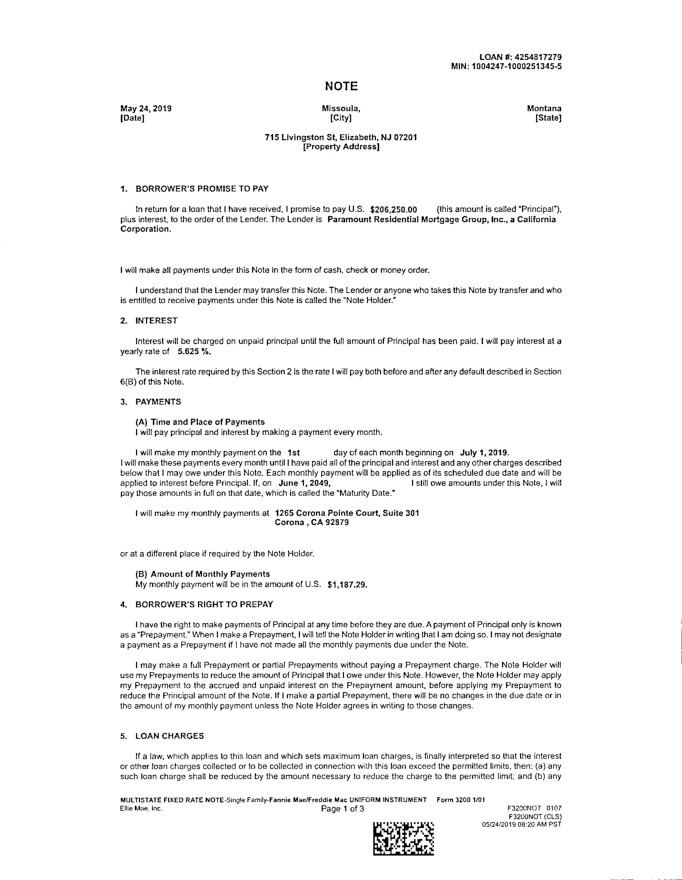 LOAN #: 4254817279
MIN: 1004247-1000251345-5
NOTE
May 24, 2019 Missoula, Montana
[Date] [City] [State]
715 Livingston St, Elizabeth, NJ 07201
[Property Address]
1. BORROWER'S PROMISE TO PAY
In return for a loan that I have received, I promise to pay U.S. $206,250.00 (this amount is called "Principal"),
plus interest, to the order of the Lender. The Lender is Paramount Residential Mortgage Group, Inc., a California
Corporation.
I will make all payments under this Note in the form of cash, check or money order.
I understand that the Lender may transfer this Note. The Lender or anyone who takes this Note by transfer and who
is entitled to receive payments under this Note is called the "Note Holder."
2. INTEREST
Interest will be charged on unpaid principal until the full amount of Principal has been paid. I will pay interest at a
yearly rate of 5.625 %.
The interest rate required by this Section 2 is the rate I will pay both before and after any default described in Section
6(B) of this Note.
3. PAYMENTS
(A) Time and Place of Payments
I will pay principal and interest by making a payment every month.
I will make my monthly payment on the 1st day of each month beginning on July 1, 2019.
I will make these payments every month until I have paid all of the principal and interest and any other charges described
below that I may owe under this Note. Each monthly payment will be applied as of its scheduled due date and will be
applied to interest before Principal. If, on June 1, 2049, I still owe amounts under this Note, I will
pay those amounts in full on that date, which is called the "Maturity Date."
I will make my monthly payments at 1265 Corona Pointe Court, Suite 301
Corona , CA 92879
or at a different place if required by the Note Holder.
(B) Amount of Monthly Payments
My monthly payment will be in the amount of U.S. $1,187.29.
4. BORROWER'S RIGHT TO PREPAY
I have the right to make payments of Principal at any time before they are due. A payment of Principal only is known
as a "Prepayment." When I make a Prepayment, I will tell the Note Holder in writing that I am doing so. I may not designate
a payment as a Prepayment if I have not made all the monthly payments due under the Note.
I may make a full Prepayment or partial Prepayments without paying a Prepayment charge. The Note Holder will
use my Prepayments to reduce the amount of Principal that I owe under this Note. However, the Note Holder may apply
my Prepayment to the accrued and unpaid interest on the Prepayment amount, before applying my Prepayment to
reduce the Principal amount of the Note. If I make a partial Prepayment, there will be no changes in the due date or in
the amount of my monthly payment unless the Note Holder agrees in writing to those changes.
5. LOAN CHARGES
If a law, which applies to this loan and which sets maximum loan charges, is finally interpreted so that the interest
or other loan charges collected or to be collected in connection with this loan exceed the permitted limits, then: (a) any
such loan charge shall be reduced by the amount necessary to reduce the charge to the permitted limit; and (b) any
MULTISTATE FIXED RATE NOTE-Single Family-Fannie Mae/Freddie Mac UNIFORM INSTRUMENT Form 3200 1/01
Ellie Mae, Inc. Page 1 of 3 F3200NOT 0107
F3200NOT (CLS)
05/24/2019 08:20 AM PST